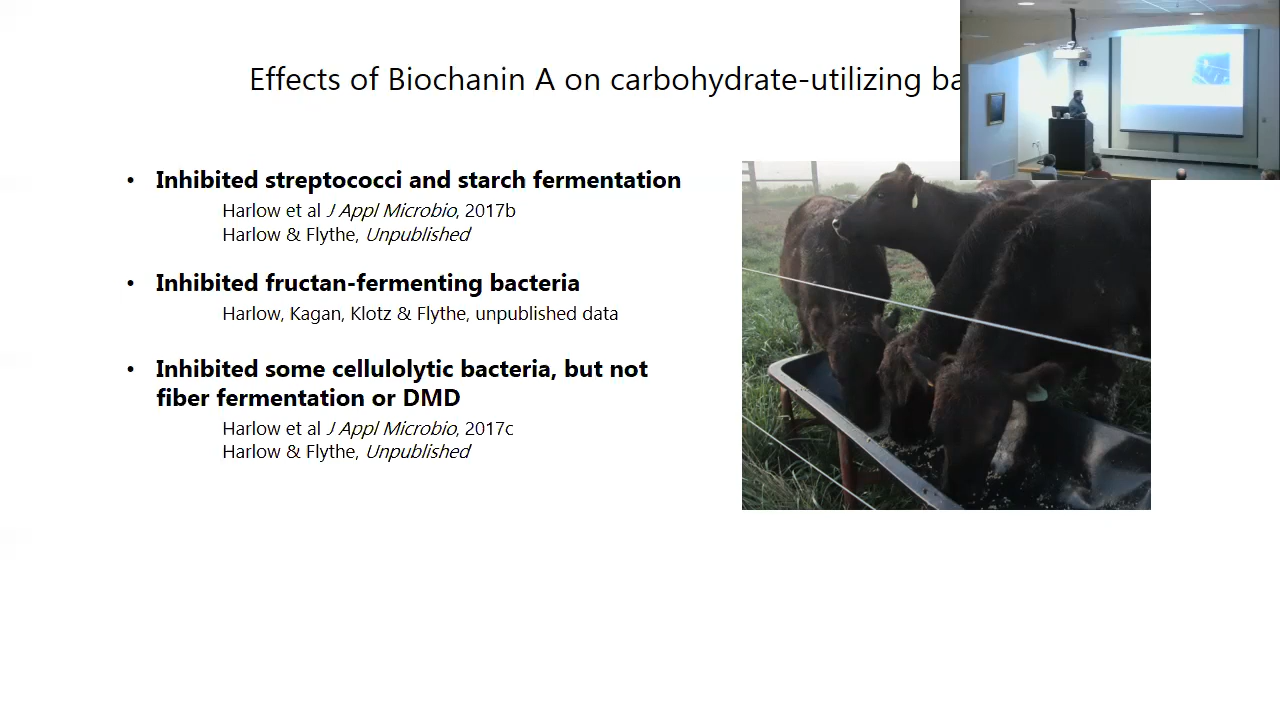 Effects of Biochanin A on carbohydrate-utilizing ba
• Inhibited streptococci and starch fermentation
Harlow et al J Appl Microbio, 2017b
Harlow & Flythe, Unpublished
• Inhibited fructan-fermenting bacteria
Harlow, Kagan, Klotz & Flythe, unpublished data
• Inhibited some cellulolytic bacteria, but not
fiber fermentation or DMD
Harlow et al J Appl Microbio, 2017c
Harlow & Flythe, Unpublished